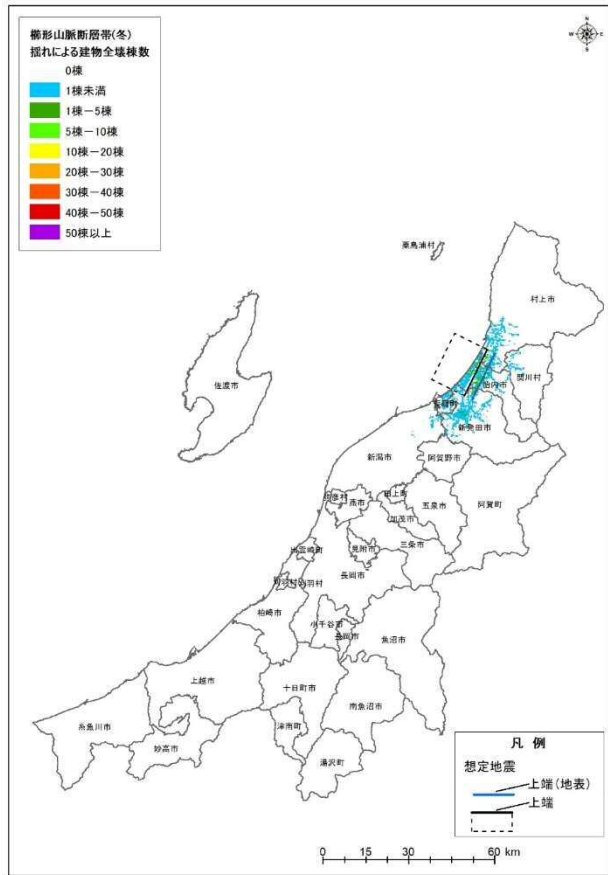 櫛形山脈断層帯(冬)
揺れによる建物全壊棟数
0棟
1棟未満
1棟－5棟
5棟－10棟
10棟－20棟
20棟－30棟
30棟－40棟
40棟－50棟
50棟以上
N
W
E
S
粟島浦村
村上市
佐渡市
関川村
胎内市
聖籠町
新発田市
新潟市
阿賀野市
弥彦村
燕市
田上町
五泉市
阿賀町
加茂市
三条市
出雲崎町
見附市
長岡市
刈羽村
刈羽村
柏崎市
小千谷市
長岡市
魚沼市
上越市
十日町市
南魚沼市
糸魚川市
妙高市
津南町
湯沢町
凡 例
想定地震
上端(地表)
上端
0 15 30 60 km